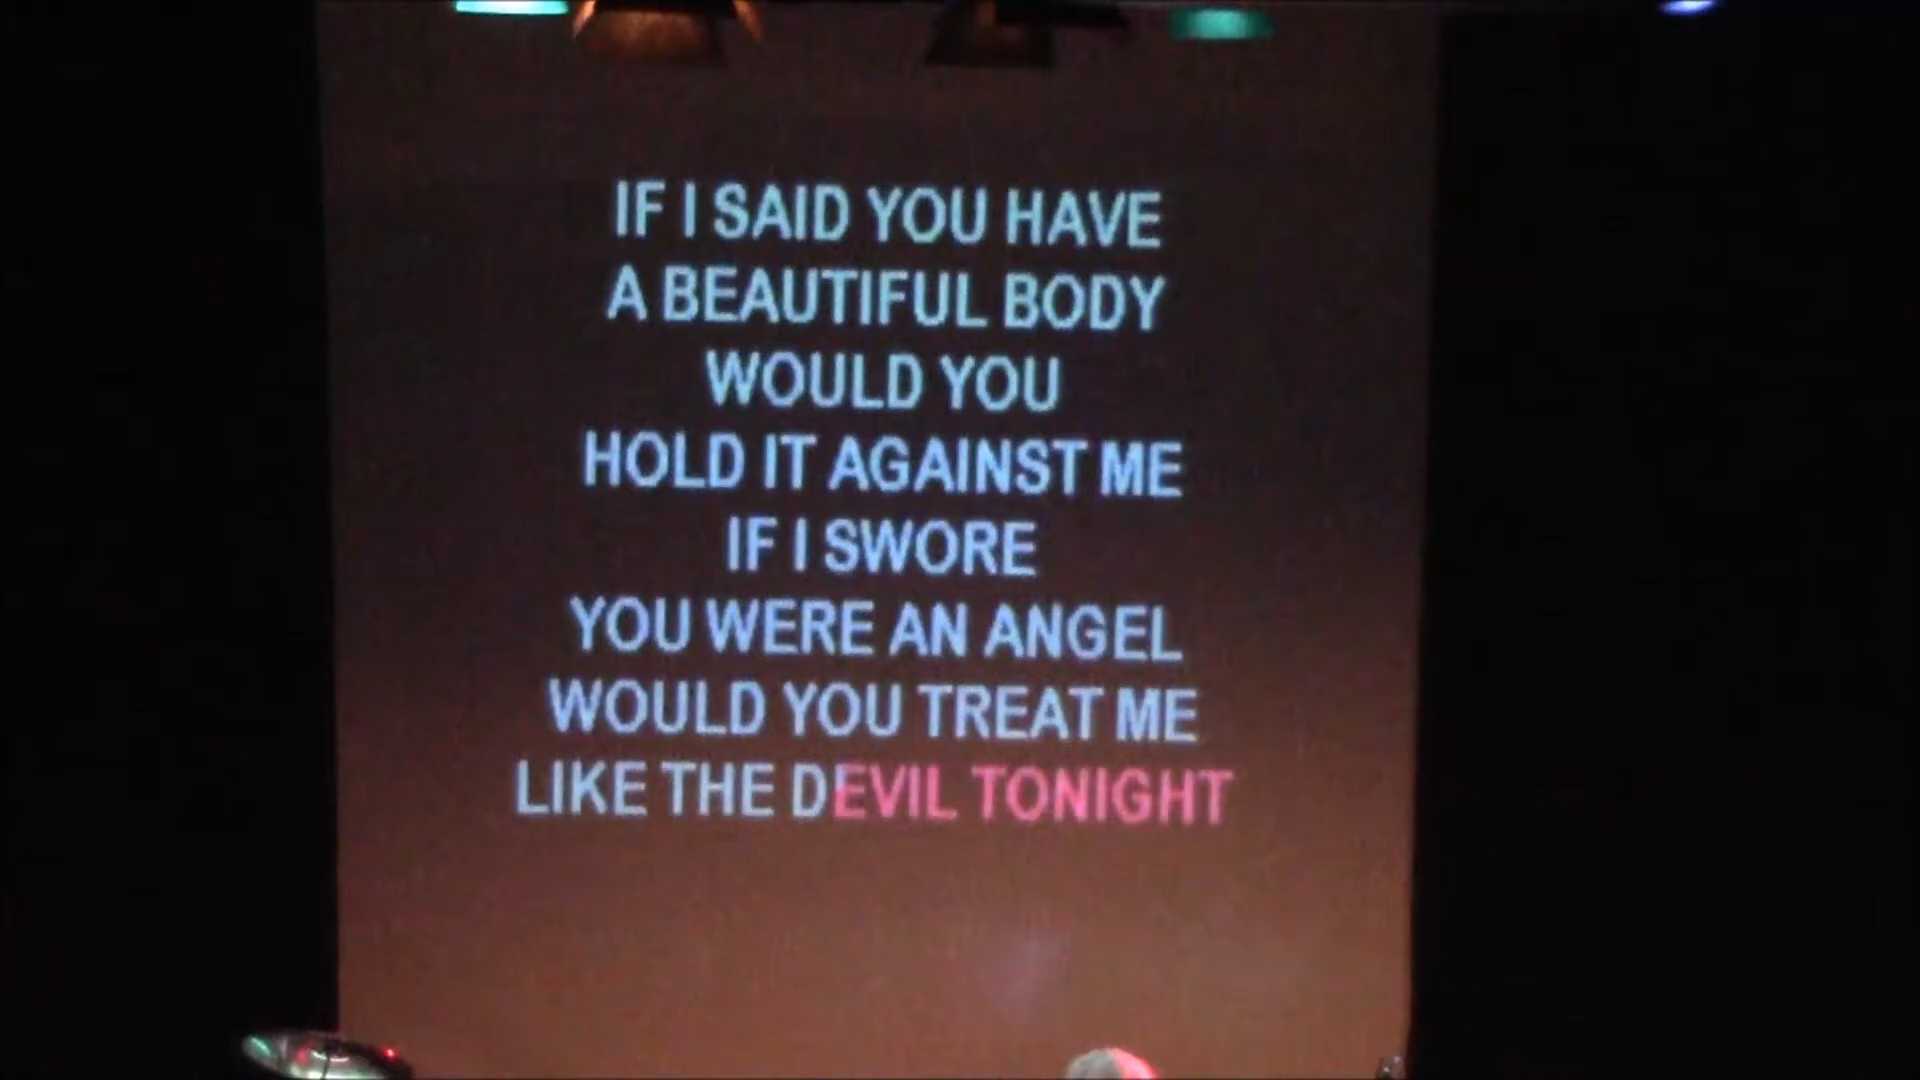 IF I SAID YOU HAVE
A BEAUTIFUL BODY
WOULD YOU
HOLD IT AGAINST ME
IF I SWORE
YOU WERE AN ANGEL
WOULD YOU TREAT ME
LIKE THE DEVIL TONIGHT